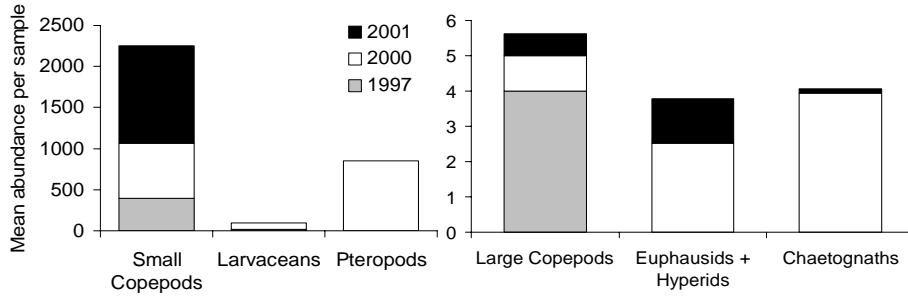 Mean abundance per sample
2500
2000
1500
1000
500
0
2001
2000
1997
Small
Copepods
Larvaceans
Pteropods
6
5
4
3
2
1
0
Large Copepods
Euphausids +
Hyperids
Chaetognaths